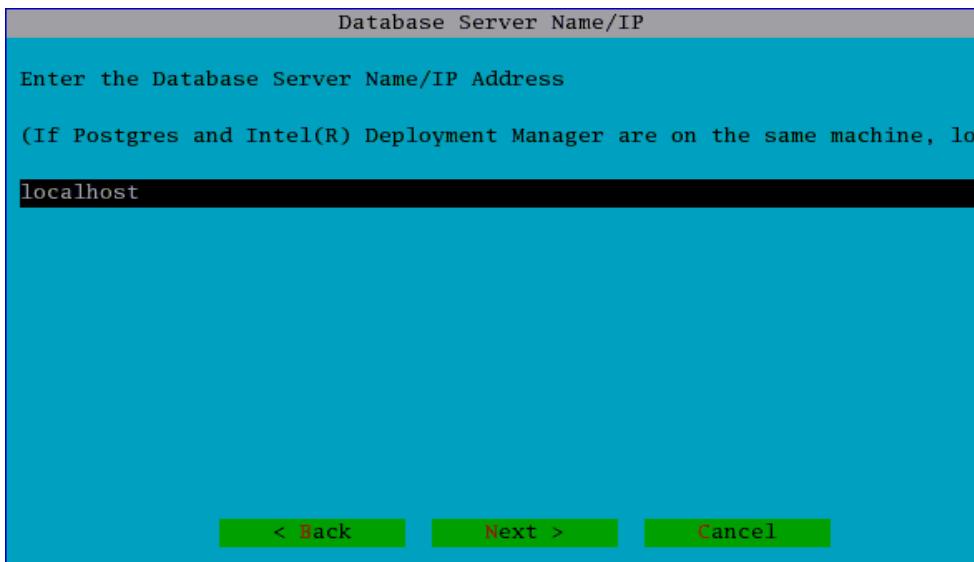 Database Server Name/IP
Enter the Database Server Name/IP Address
(If Postgres and Intel(R) Deployment Manager are on the same machine, lo
localhost
< Back Next > Cancel